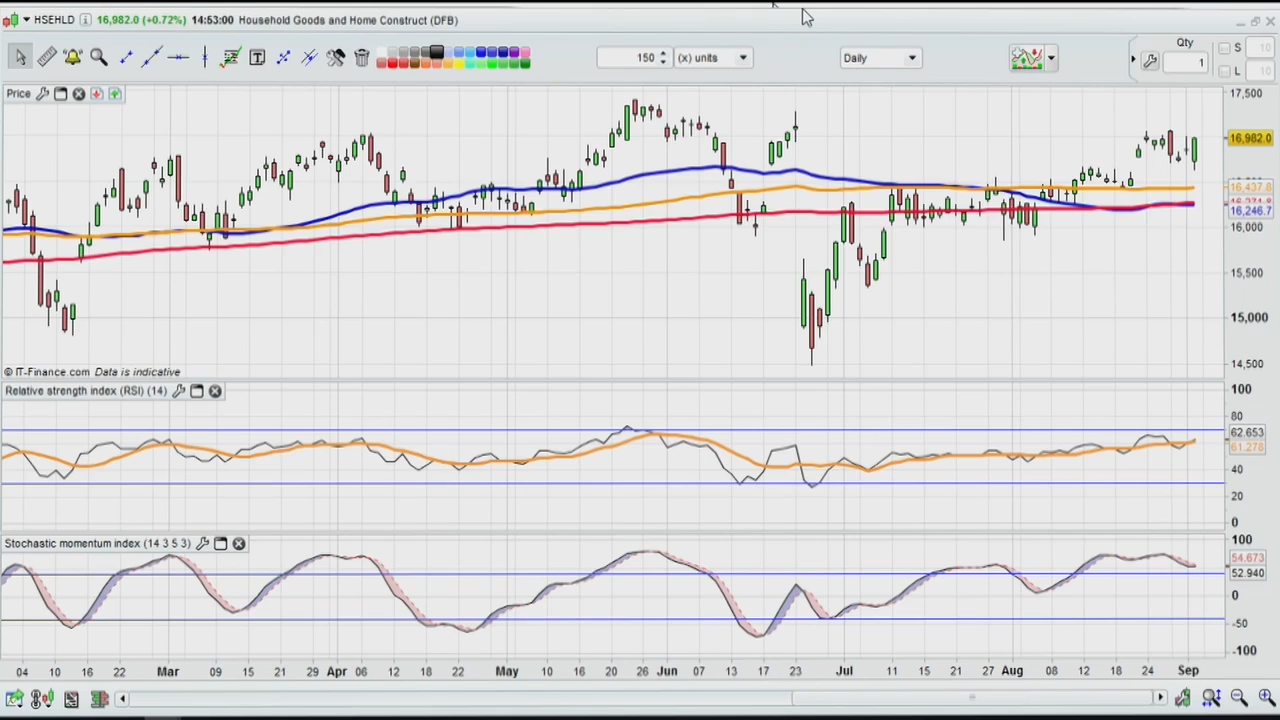 HSEHLD 16,982.0 (+0.72%) 14:53:00 Household Goods and Home Construct (DFB)
150 (x) units Daily Qty 1 S 10
L 10
Price
17,500
16,982.0
16,437.8
16,246.7
16,000
15,500
15,000
14,500
© IT-Finance.com Data is indicative
Relative strength index (RSI) (14)
100
80
62.653
61.278
40
20
0
Stochastic momentum index (14 3 5 3)
100
54.673
52.940
0
-50
-100
04 10 16 22 Mar 09 15 21 29 Apr 06 12 18 22 May 10 16 20 26 Jun 07 13 17 23 Jul 11 15 21 27 Aug 08 12 18 24 Sep